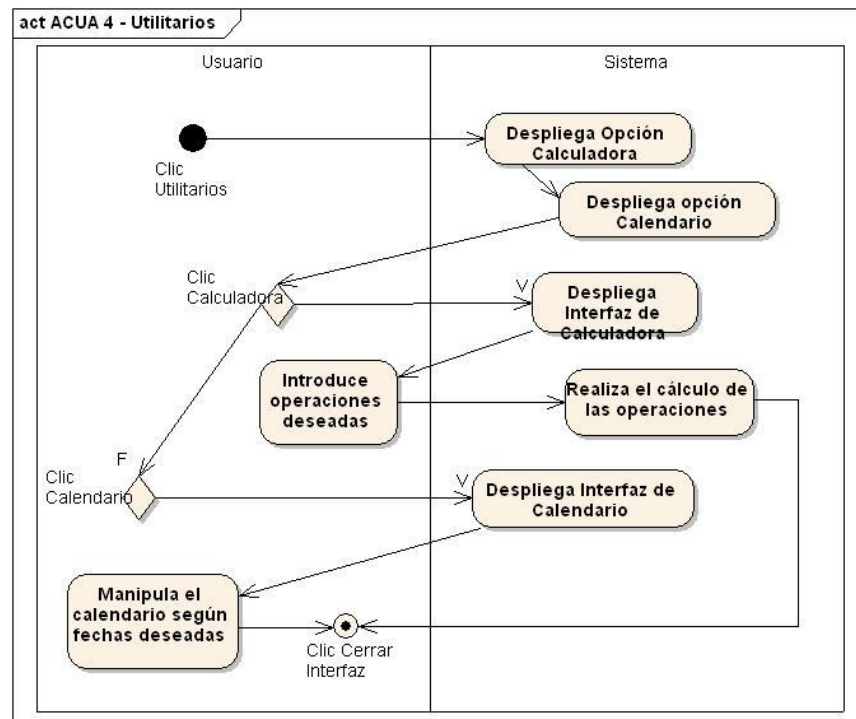 act ACUA 4 - Utilitarios
Usuario
Sistema
Clic
Utilitarios
Despliega Opción
Calculadora
Despliega opción
Calendario
Clic
Calculadora
V
Despliega
Interfaz de
Calculadora
Introduce
operaciones
deseadas
Realiza el cálculo de
las operaciones
F
Clic
Calendario
V
Despliega Interfaz de
Calendario
Manipula el
calendario según
fechas deseadas
Clic Cerrar
Interfaz